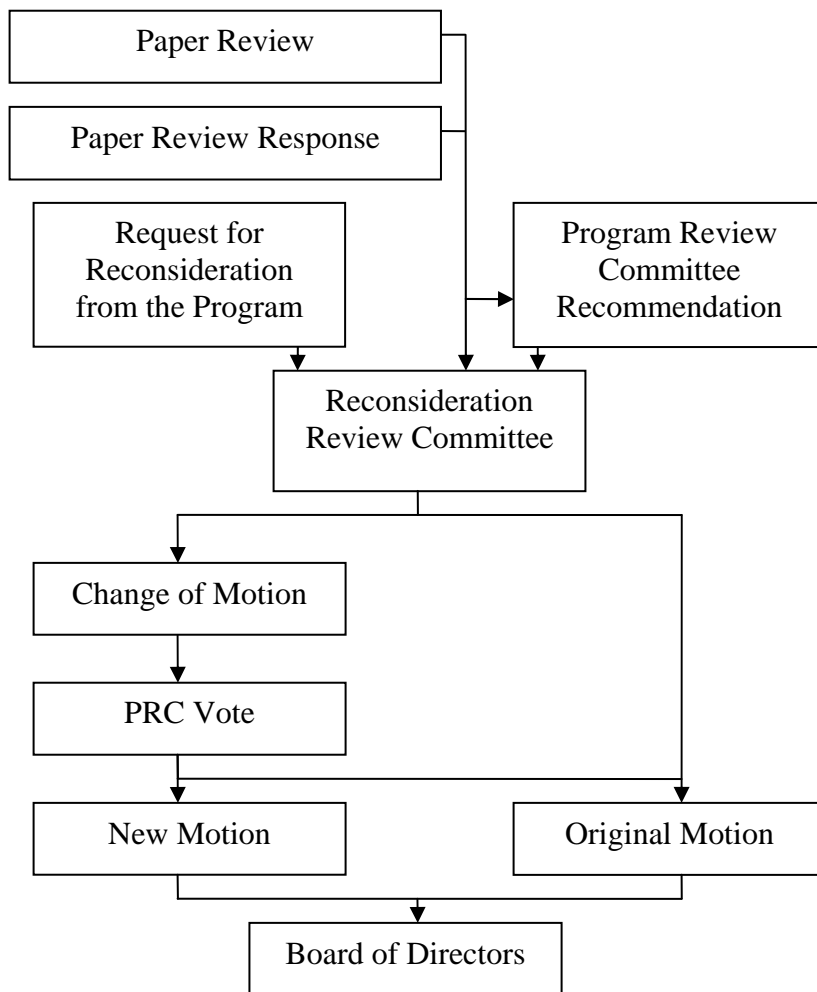 Paper Review
Paper Review Response
Request for
Reconsideration
from the Program
Program Review
Committee
Recommendation
Reconsideration
Review Committee
Change of Motion
PRC Vote
New Motion
Original Motion
Board of Directors